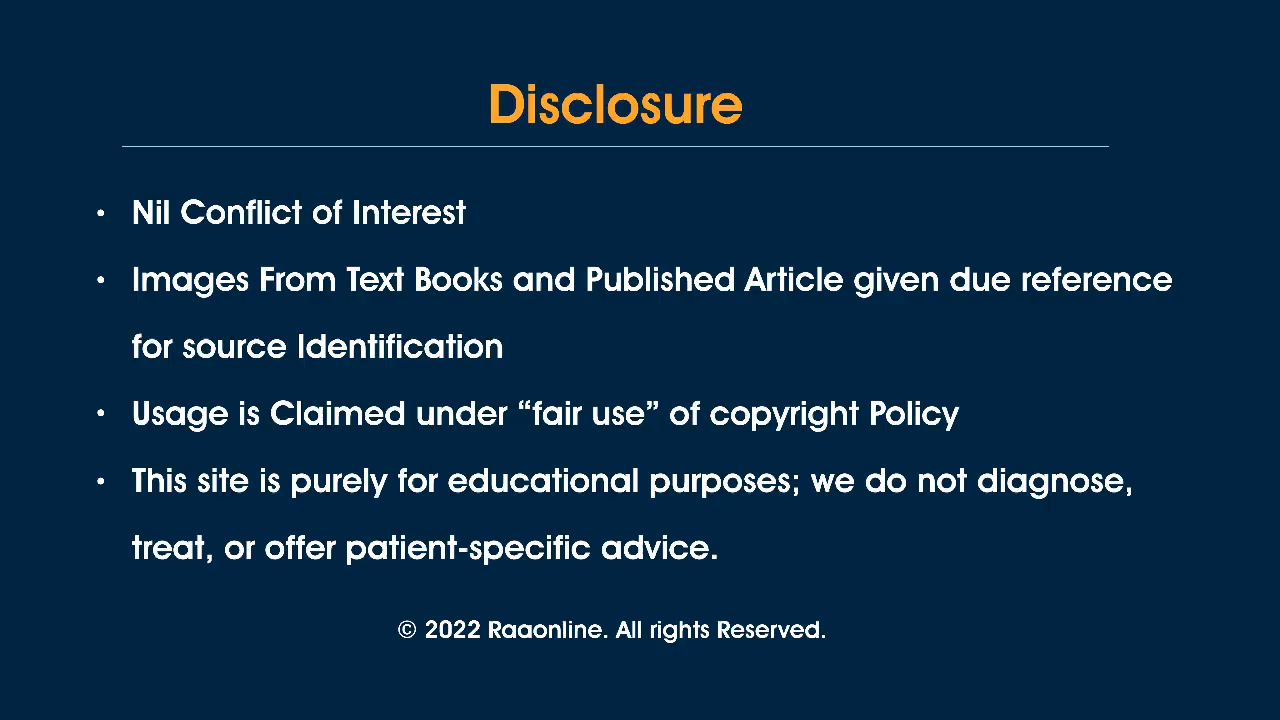 Disclosure
• Nil Conflict of Interest
• Images From Text Books and Published Article given due reference
for source Identification
• Usage is Claimed under “fair use” of copyright Policy
• This site is purely for educational purposes; we do not diagnose,
treat, or offer patient-specific advice.
© 2022 Raaonline. All rights Reserved.